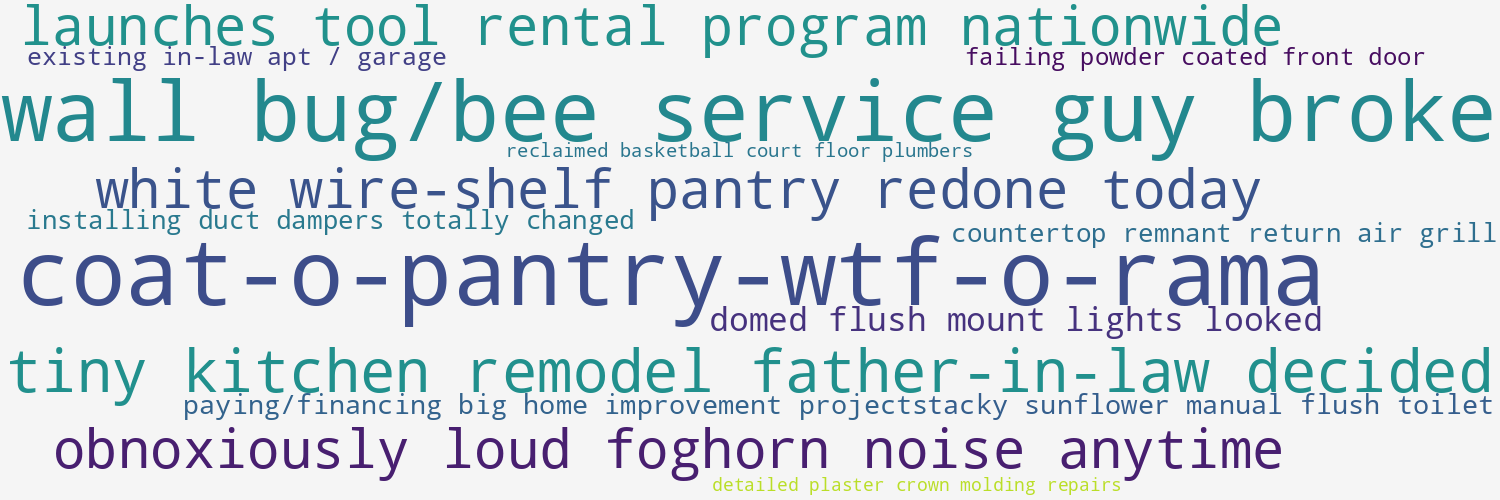 launches tool rental program nationwide
existing in-law apt / garage
failing powder coated front door
wall bug/bee service guy broke
reclaimed basketball court floor plumbers
white wire-shelf pantry redone today
installing duct dampers totally changed
countertop remnant return air grill
coat-o-pantry-wtf-o-rama
domed flush mount lights looked
tiny kitchen remodel father-in-law decided
paying/financing big home improvement projects
tacky sunflower manual flush toilet
obnoxiously loud foghorn noise anytime
detailed plaster crown molding repairs